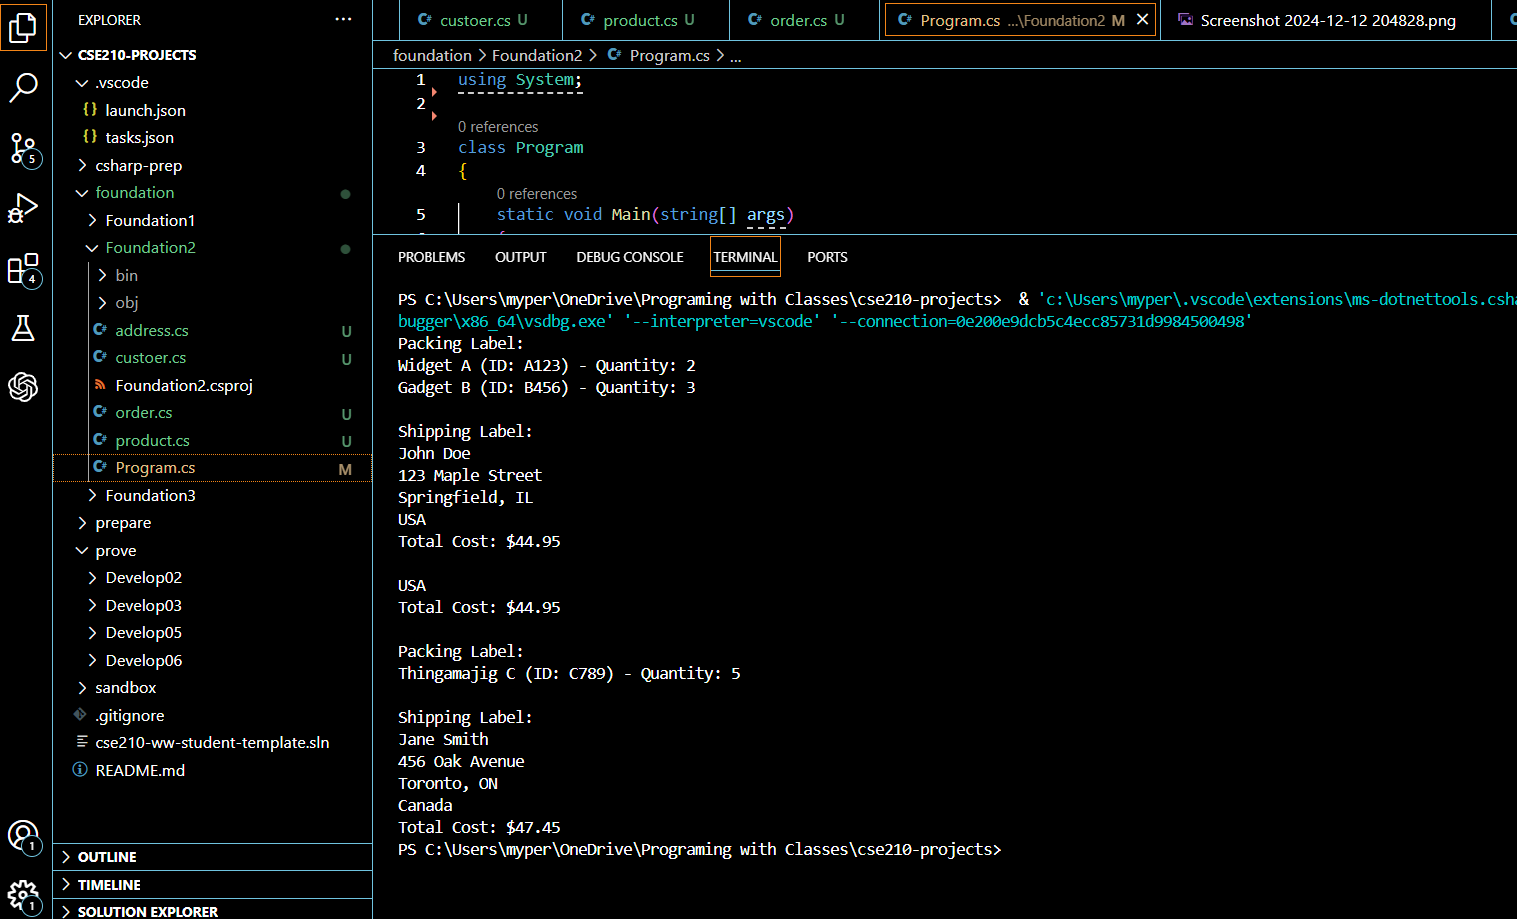 EXPLORER
CSE210-PROJECTS
.vscode
launch.json
tasks.json
csharp-prep
foundation
Foundation1
Foundation2
bin
obj
address.cs U
custoer.cs U
Foundation2.csproj
order.cs U
product.cs U
Program.cs M
Foundation3
prepare
prove
Develop02
Develop03
Develop05
Develop06
sandbox
.gitignore
cse210-ww-student-template.sln
README.md
OUTLINE
TIMELINE
SOLUTION EXPLORER
5
4
1
1
custoer.cs U
product.cs U
order.cs U
Program.cs ...\Foundation2 M
Screenshot 2024-12-12 204828.png
foundation > Foundation2 > Program.cs > ...
1 using System;
2
0 references
3 class Program
4 {
0 references
5 static void Main(string[] args)
PROBLEMS OUTPUT DEBUG CONSOLE TERMINAL PORTS
PS C:\Users\myper\OneDrive\Programing with Classes\cse210-projects> & 'c:\Users\myper\.vscode\extensions\ms-dotnettools.csha
bugger\x86_64\vsdbg.exe' '--interpreter=vscode' '--connection=0e200e9dcb5c4ecc85731d9984500498'
Packing Label:
Widget A (ID: A123) - Quantity: 2
Gadget B (ID: B456) - Quantity: 3
Shipping Label:
John Doe
123 Maple Street
Springfield, IL
USA
Total Cost: $44.95
USA
Total Cost: $44.95
Packing Label:
Thingamajig C (ID: C789) - Quantity: 5
Shipping Label:
Jane Smith
456 Oak Avenue
Toronto, ON
Canada
Total Cost: $47.45
PS C:\Users\myper\OneDrive\Programing with Classes\cse210-projects>